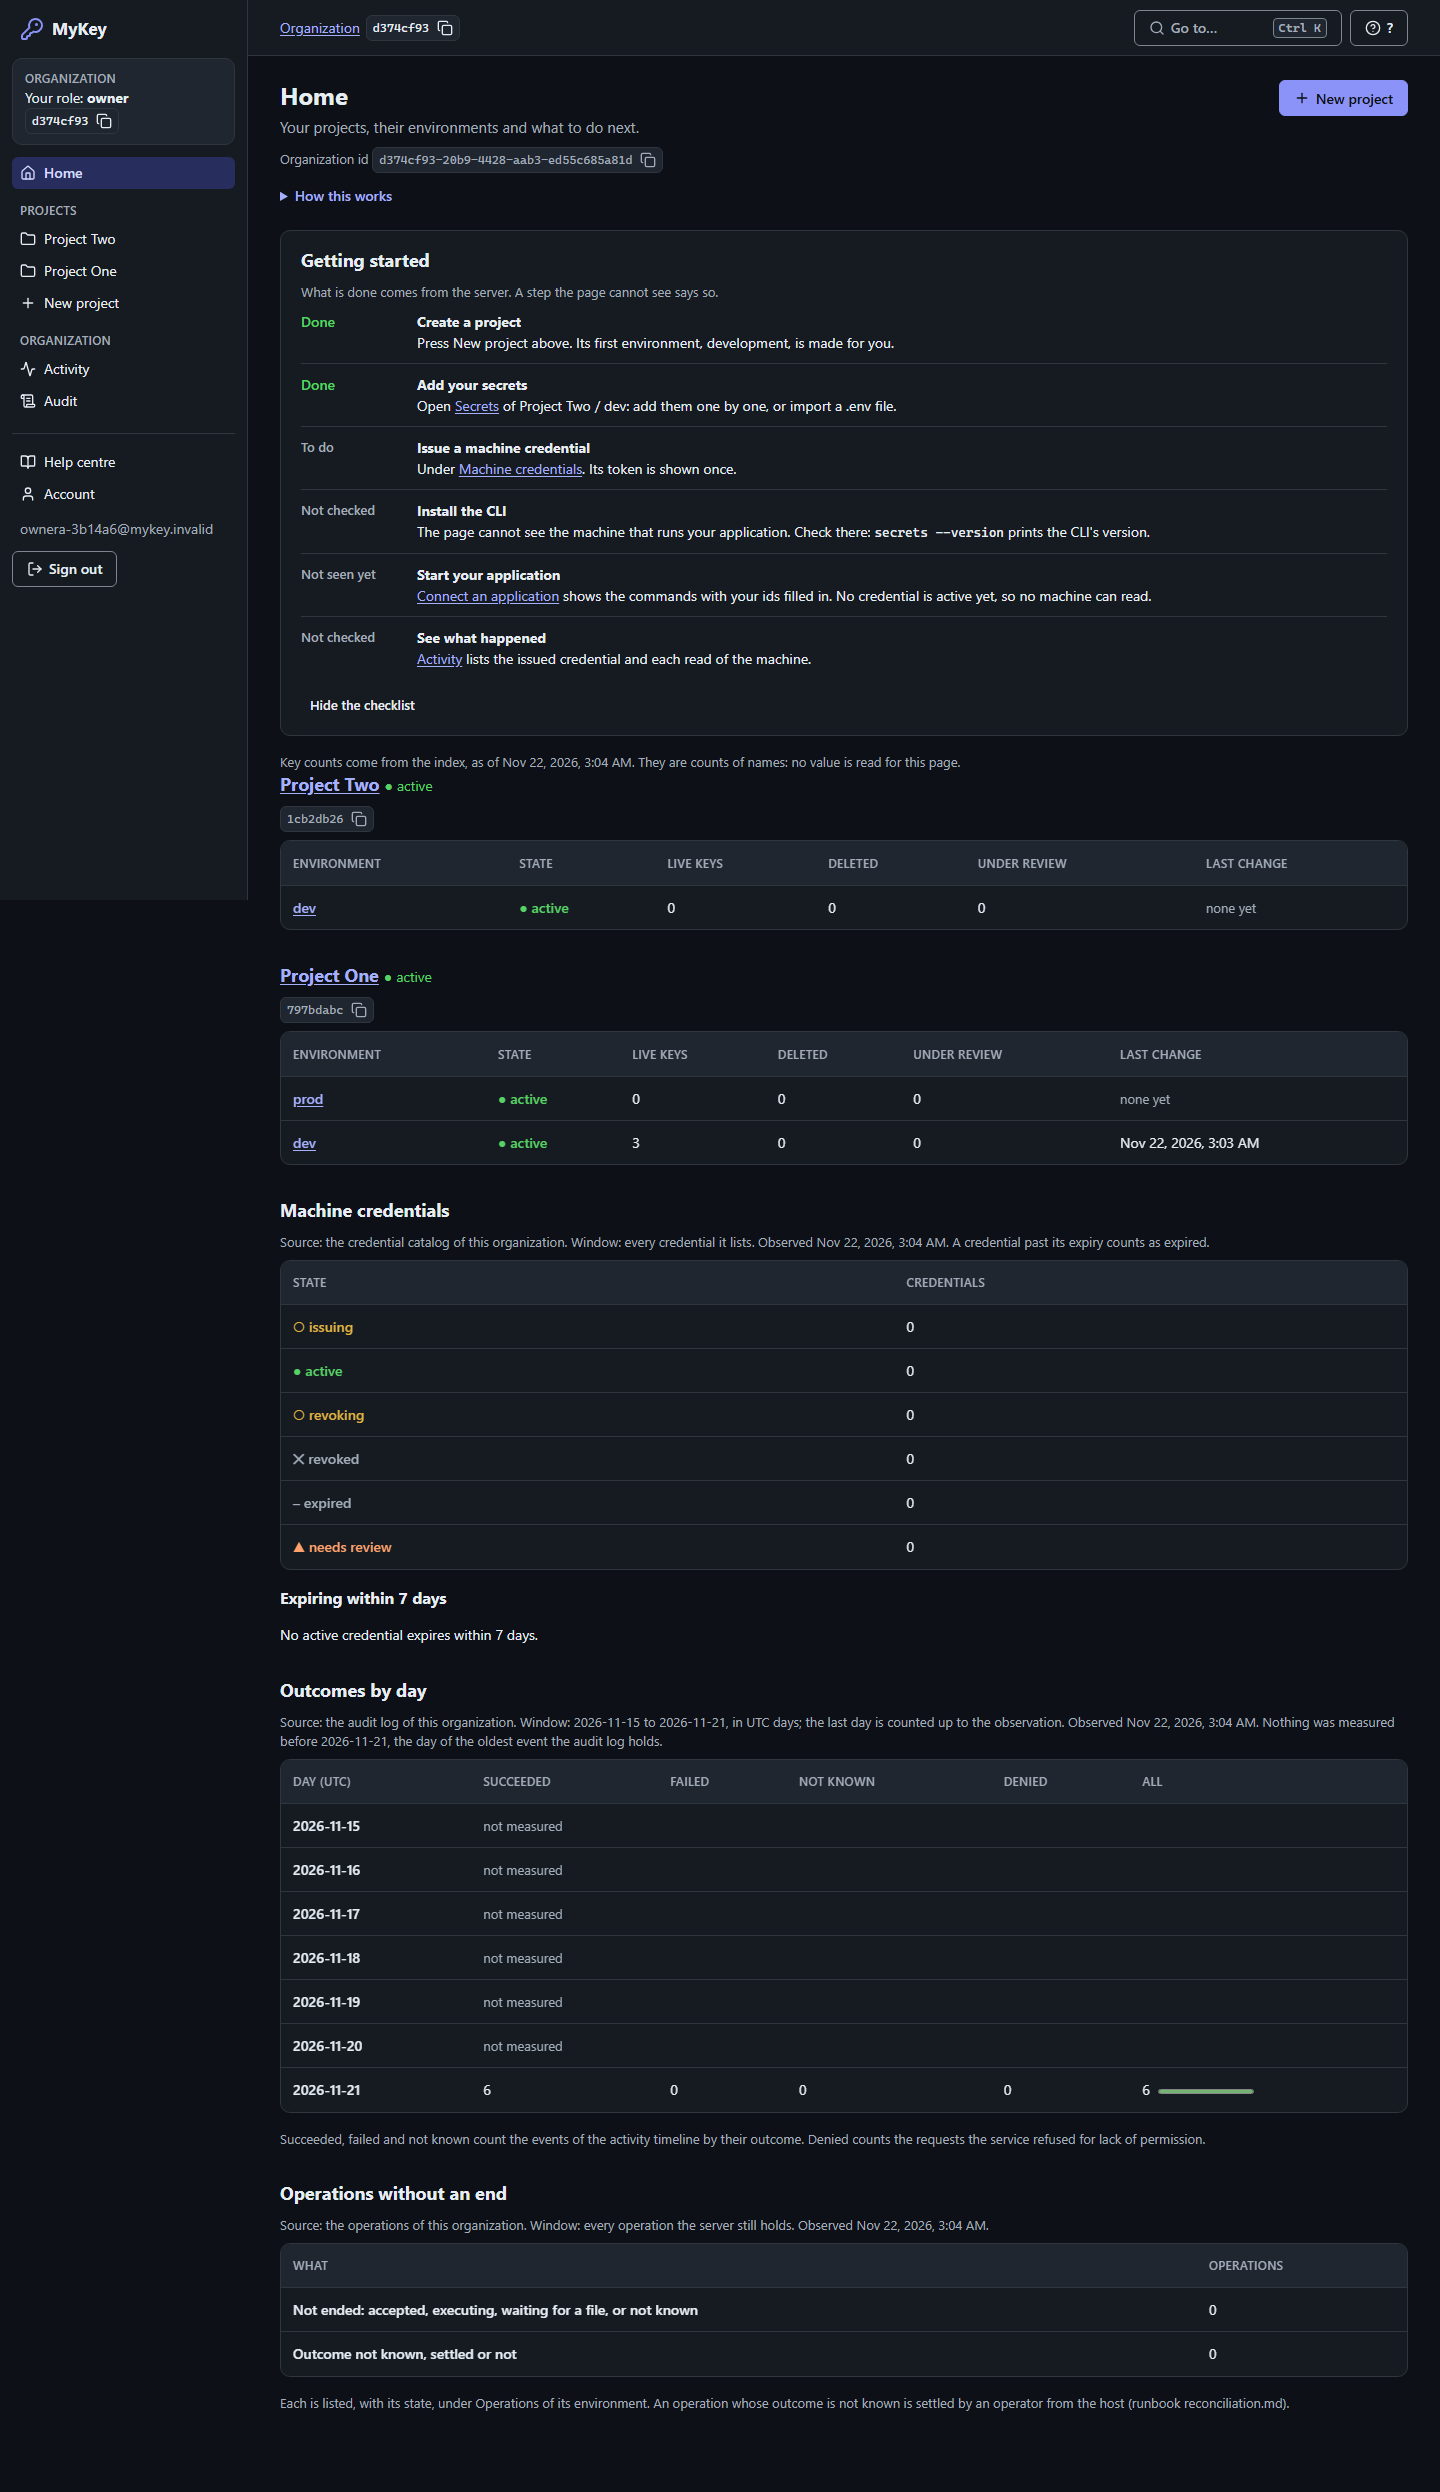 MyKey
ORGANIZATION
Your role: owner
d374cf93
Home
PROJECTS
Project Two
Project One
New project
ORGANIZATION
Activity
Audit
Help centre
Account
ownera-3b14a6@mykey.invalid
Sign out
Organization d374cf93
Go to... Ctrl K
?
Home
New project
Your projects, their environments and what to do next.
Organization id d374cf93-20b9-4428-aab3-ed55c685a81d
How this works
Getting started
What is done comes from the server. A step the page cannot see says so.
Done Create a project
Press New project above. Its first environment, development, is made for you.
Done Add your secrets
Open Secrets of Project Two / dev: add them one by one, or import a .env file.
To do Issue a machine credential
Under Machine credentials. Its token is shown once.
Not checked Install the CLI
The page cannot see the machine that runs your application. Check there: secrets --version prints the CLI's version.
Not seen yet Start your application
Connect an application shows the commands with your ids filled in. No credential is active yet, so no machine can read.
Not checked See what happened
Activity lists the issued credential and each read of the machine.
Hide the checklist
Key counts come from the index, as of Nov 22, 2026, 3:04 AM. They are counts of names: no value is read for this page.
Project Two ● active
1cb2db26
ENVIRONMENT STATE LIVE KEYS DELETED UNDER REVIEW LAST CHANGE
dev ● active 0 0 0 none yet
Project One ● active
797bdabc
ENVIRONMENT STATE LIVE KEYS DELETED UNDER REVIEW LAST CHANGE
prod ● active 0 0 0 none yet
dev ● active 3 0 0 Nov 22, 2026, 3:03 AM
Machine credentials
Source: the credential catalog of this organization. Window: every credential it lists. Observed Nov 22, 2026, 3:04 AM. A credential past its expiry counts as expired.
STATE CREDENTIALS
○ issuing 0
● active 0
○ revoking 0
✕ revoked 0
– expired 0
▲ needs review 0
Expiring within 7 days
No active credential expires within 7 days.
Outcomes by day
Source: the audit log of this organization. Window: 2026-11-15 to 2026-11-21, in UTC days; the last day is counted up to the observation. Observed Nov 22, 2026, 3:04 AM. Nothing was measured
before 2026-11-21, the day of the oldest event the audit log holds.
DAY (UTC) SUCCEEDED FAILED NOT KNOWN DENIED ALL
2026-11-15 not measured
2026-11-16 not measured
2026-11-17 not measured
2026-11-18 not measured
2026-11-19 not measured
2026-11-20 not measured
2026-11-21 6 0 0 0 6
Succeeded, failed and not known count the events of the activity timeline by their outcome. Denied counts the requests the service refused for lack of permission.
Operations without an end
Source: the operations of this organization. Window: every operation the server still holds. Observed Nov 22, 2026, 3:04 AM.
WHAT OPERATIONS
Not ended: accepted, executing, waiting for a file, or not known 0
Outcome not known, settled or not 0
Each is listed, with its state, under Operations of its environment. An operation whose outcome is not known is settled by an operator from the host (runbook reconciliation.md).